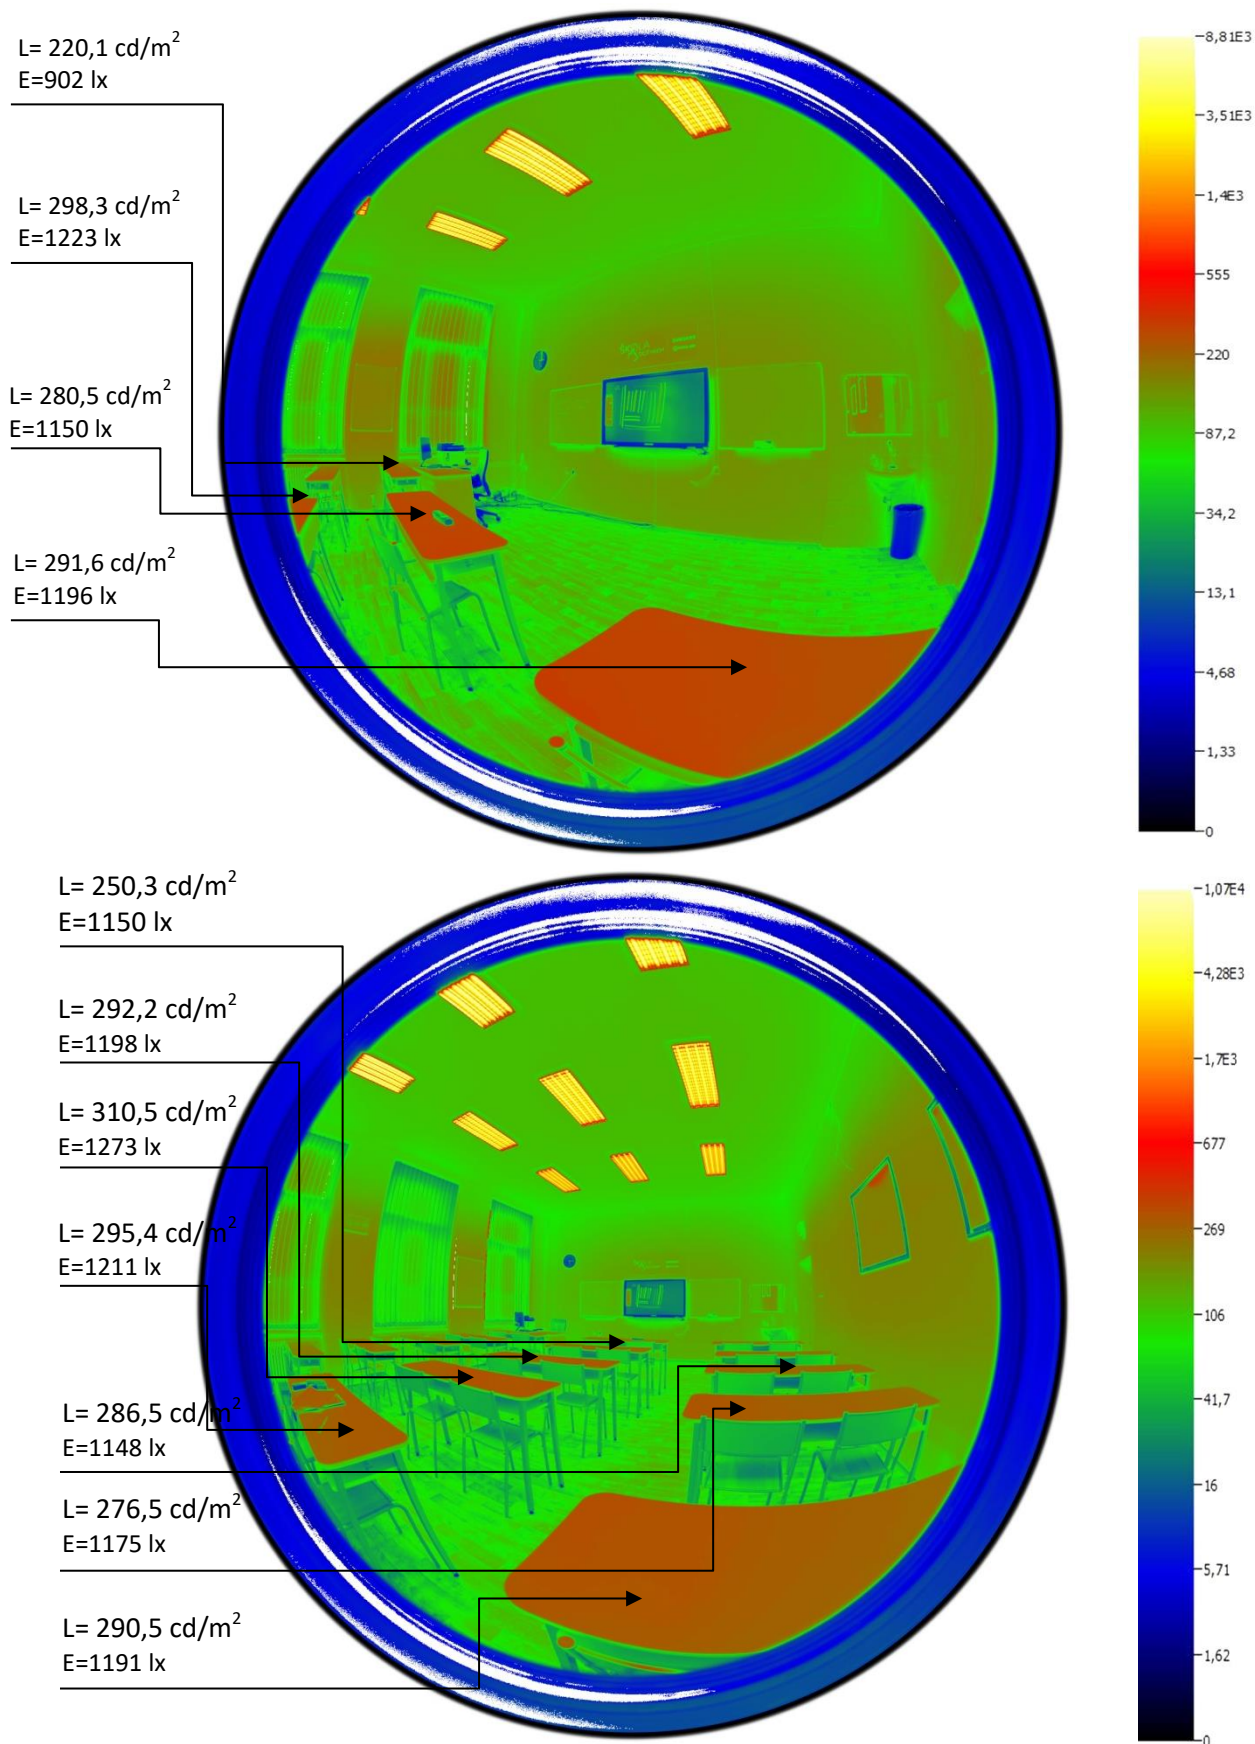 L= 220,1 cd/m²
E=902 lx
L= 298,3 cd/m²
E=1223 lx
L= 280,5 cd/m²
E=1150 lx
L= 291,6 cd/m²
E=1196 lx
8,81E3
3,51E3
1,4E3
555
220
87,2
34,2
13,1
4,68
1,33
0
L= 250,3 cd/m²
E=1150 lx
L= 292,2 cd/m²
E=1198 lx
L= 310,5 cd/m²
E=1273 lx
L= 295,4 cd/m²
E=1211 lx
L= 286,5 cd/m²
E=1148 lx
L= 276,5 cd/m²
E=1175 lx
L= 290,5 cd/m²
E=1191 lx
1,07E4
4,28E3
1,7E3
677
269
106
41,7
16
5,71
1,62
0